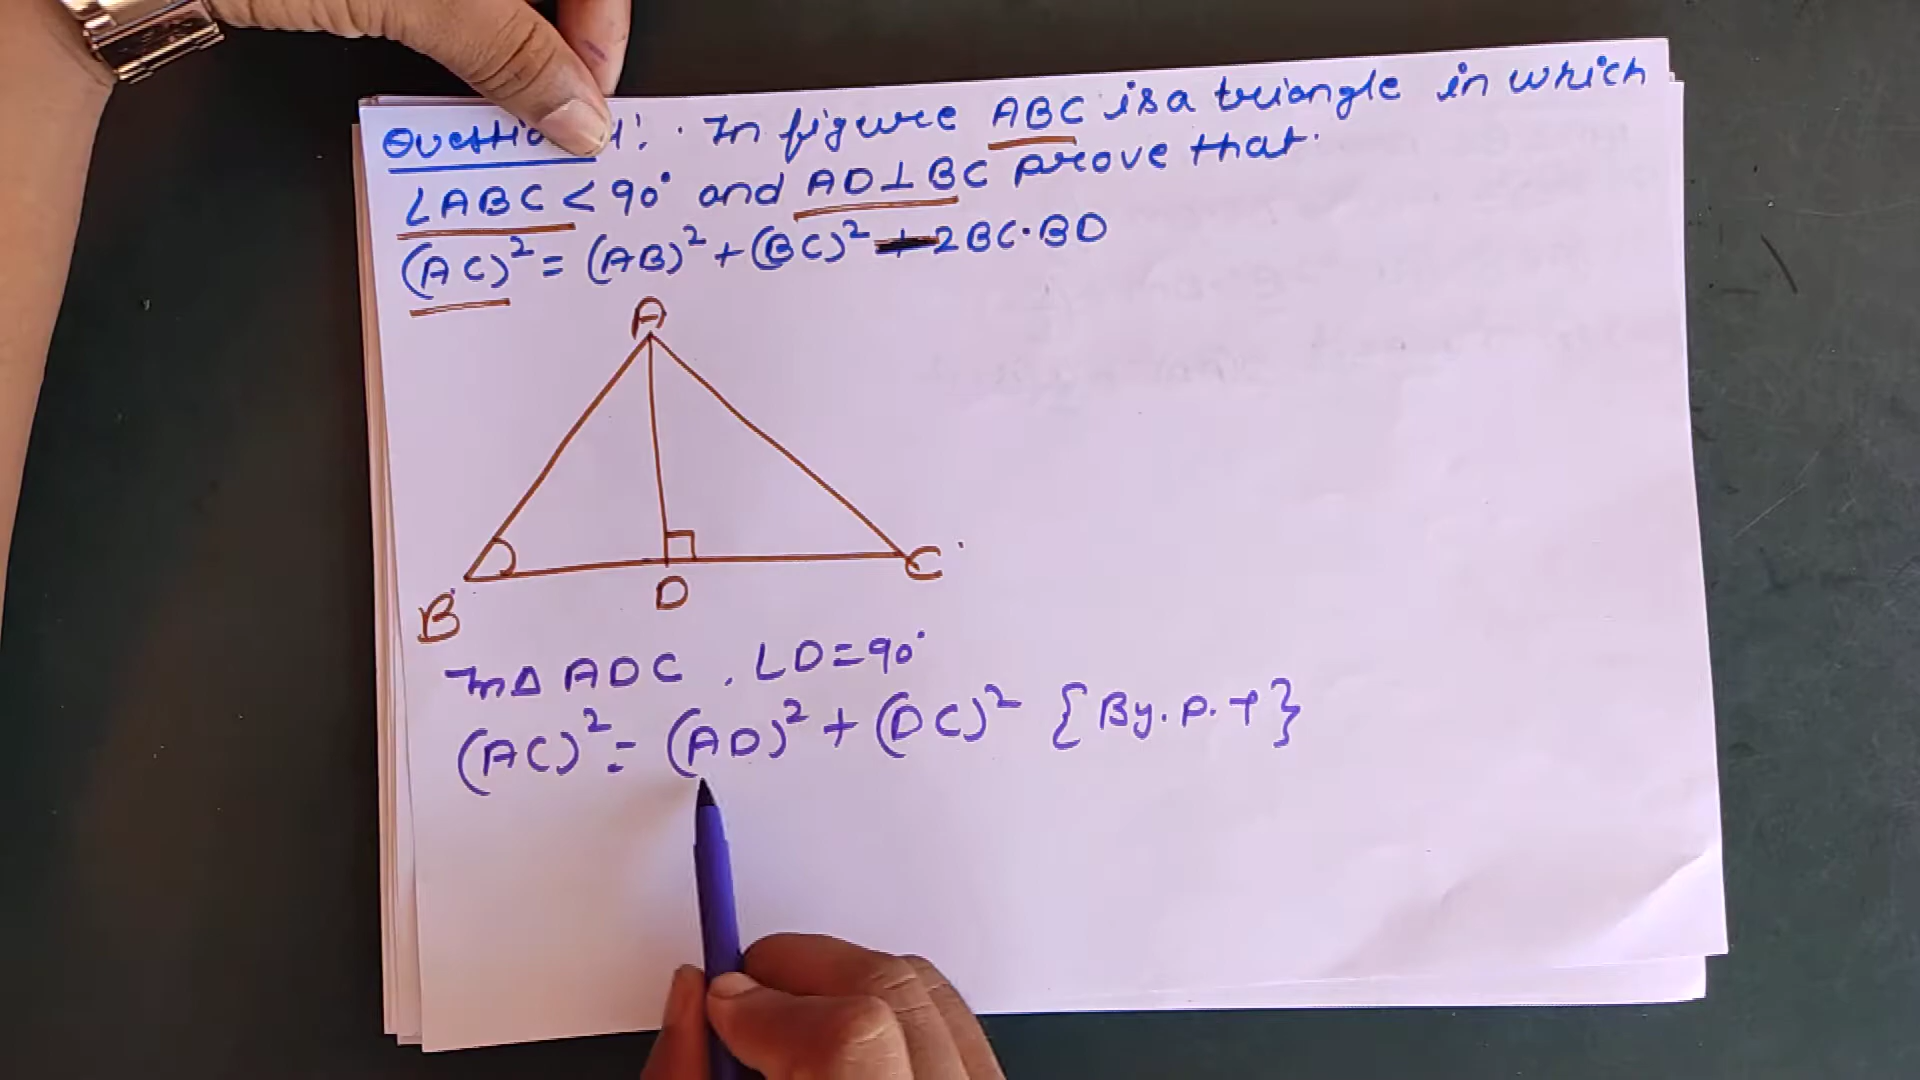 In figure ABC is a triangle in which
∠ABC < 90° and AD⊥BC prove that.
(AC)² = (AB)² + (BC)² - 2BC·BD
A
B
D
C
In Δ ADC, ∠D = 90°
(AC)² = (AD)² + (DC)² {By. P. T}